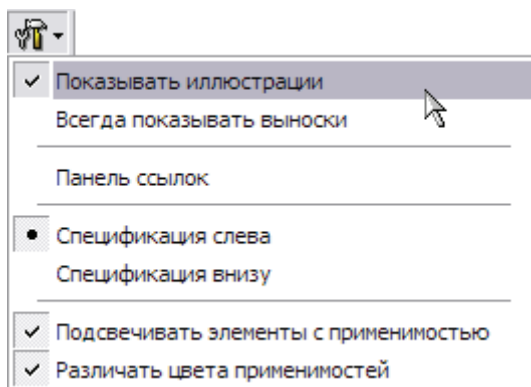 Показывать иллюстрации
Всегда показывать выноски
Панель ссылок
Спецификация слева
Спецификация внизу
Подсвечивать элементы с применимостью
Различать цвета применимостей